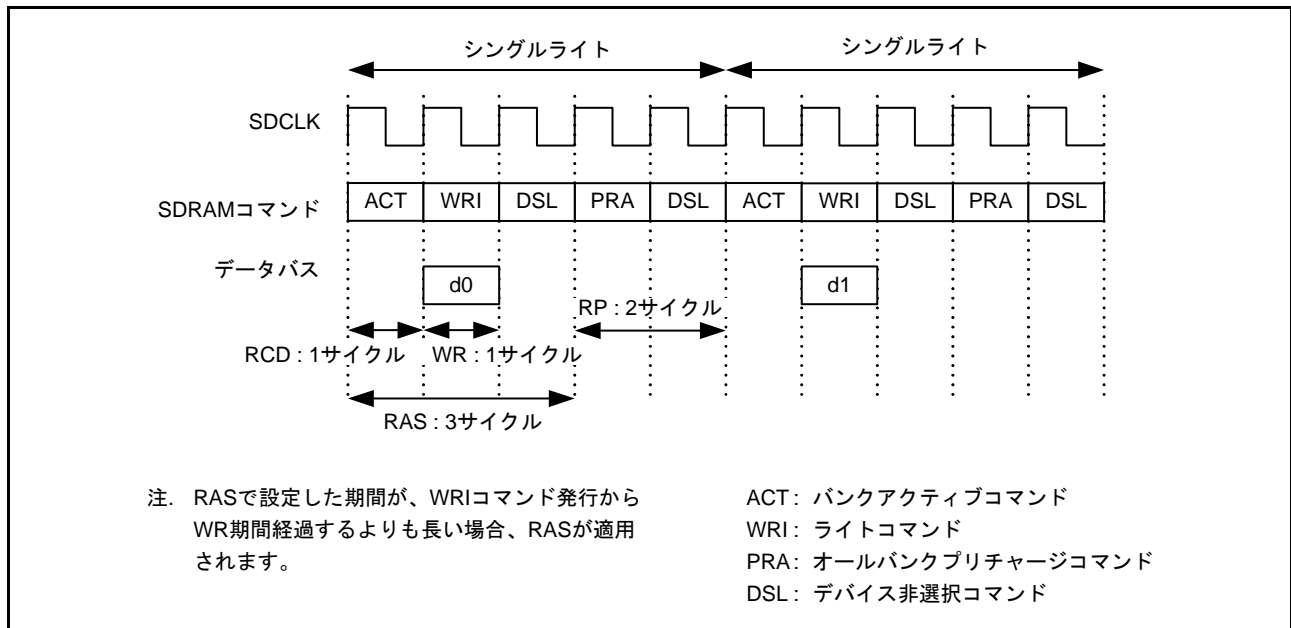 シングルライト シングルライト
SDCLK
SDRAMコマンド ACT WRI DSL PRA DSL ACT WRI DSL PRA DSL
データバス d0 d1
RP : 2サイクル
RCD : 1サイクル WR : 1サイクル
RAS : 3サイクル
注. RASで設定した期間が、WRIコマンド発行から
WR期間経過するよりも長い場合、RASが適用
されます。
ACT : バンクアクティブコマンド
WRI : ライトコマンド
PRA : オールバンクプリチャージコマンド
DSL : デバイス非選択コマンド